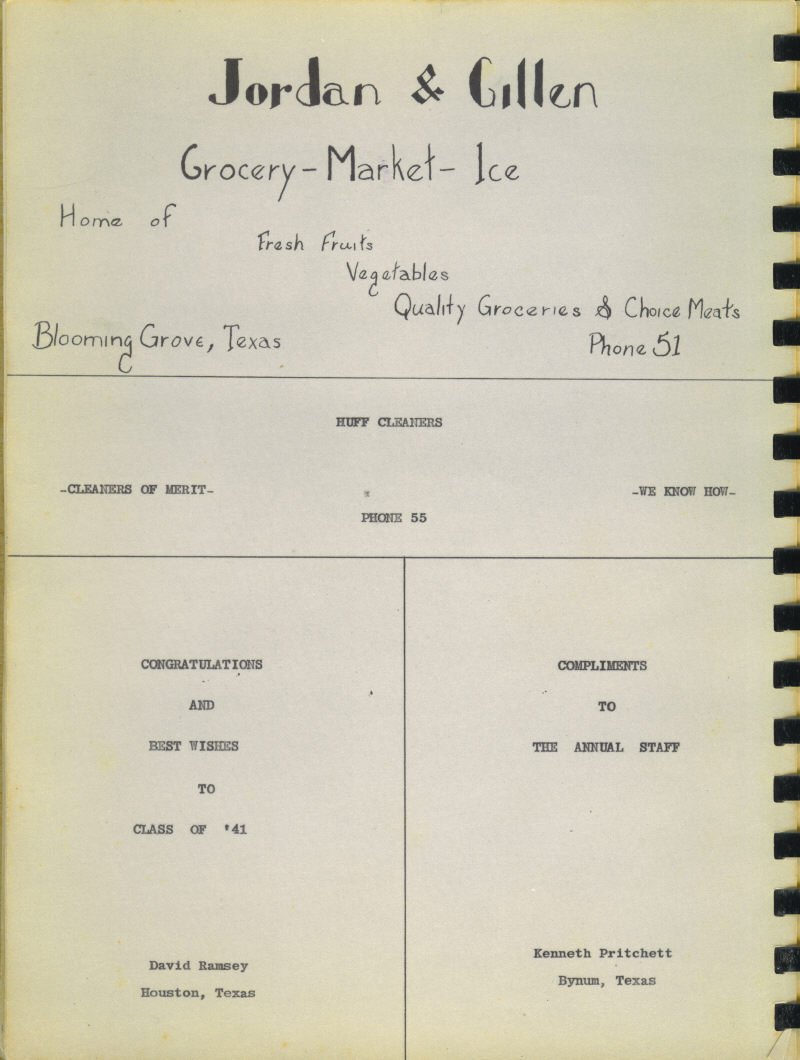 Jordan & Gillen
Grocery-Market-Ice
Home of
Fresh Fruits
Vegetables
Quality Groceries & Choice Meats
Blooming Grove, Texas
Phone 51
HUFF CLEANERS
-CLEANERS OF MERIT-
-WE KNOW HOW-
PHONE 55
CONGRATULATIONS
AND
BEST WISHES
TO
CLASS OF '41
David Ramsey
Houston, Texas
COMPLIMENTS
TO
THE ANNUAL STAFF
Kenneth Pritchett
Bynum, Texas